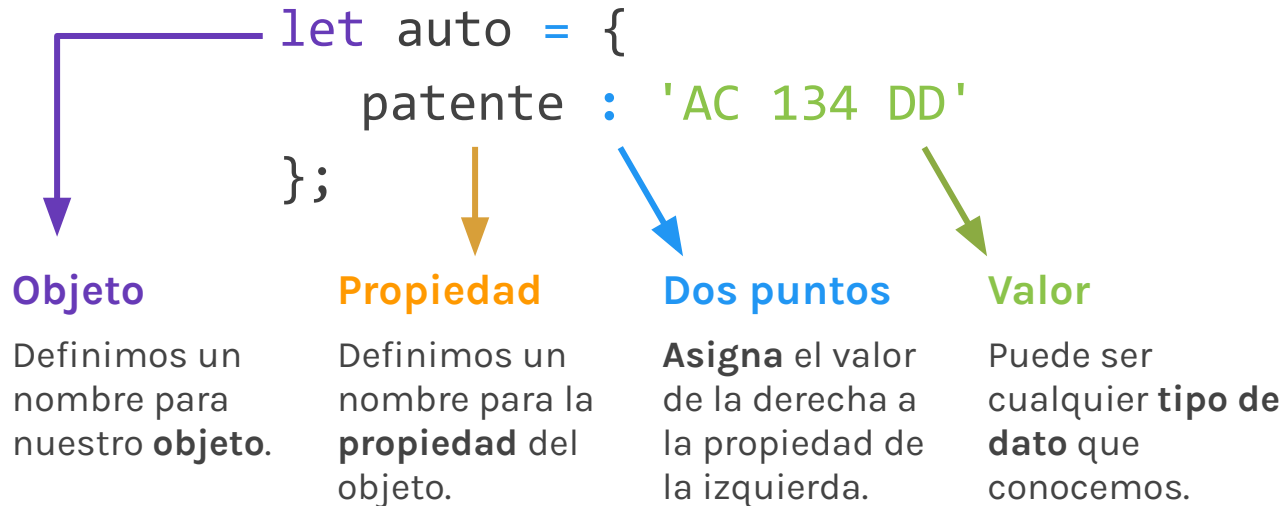 let auto = {
patente : 'AC 134 DD'
};
Objeto
Definimos un
nombre para
nuestro objeto.
Propiedad
Definimos un
nombre para la
propiedad del
objeto.
Dos puntos
Asigna el valor
de la derecha a
la propiedad de
la izquierda.
Valor
Puede ser
cualquier tipo de
dato que
conocemos.